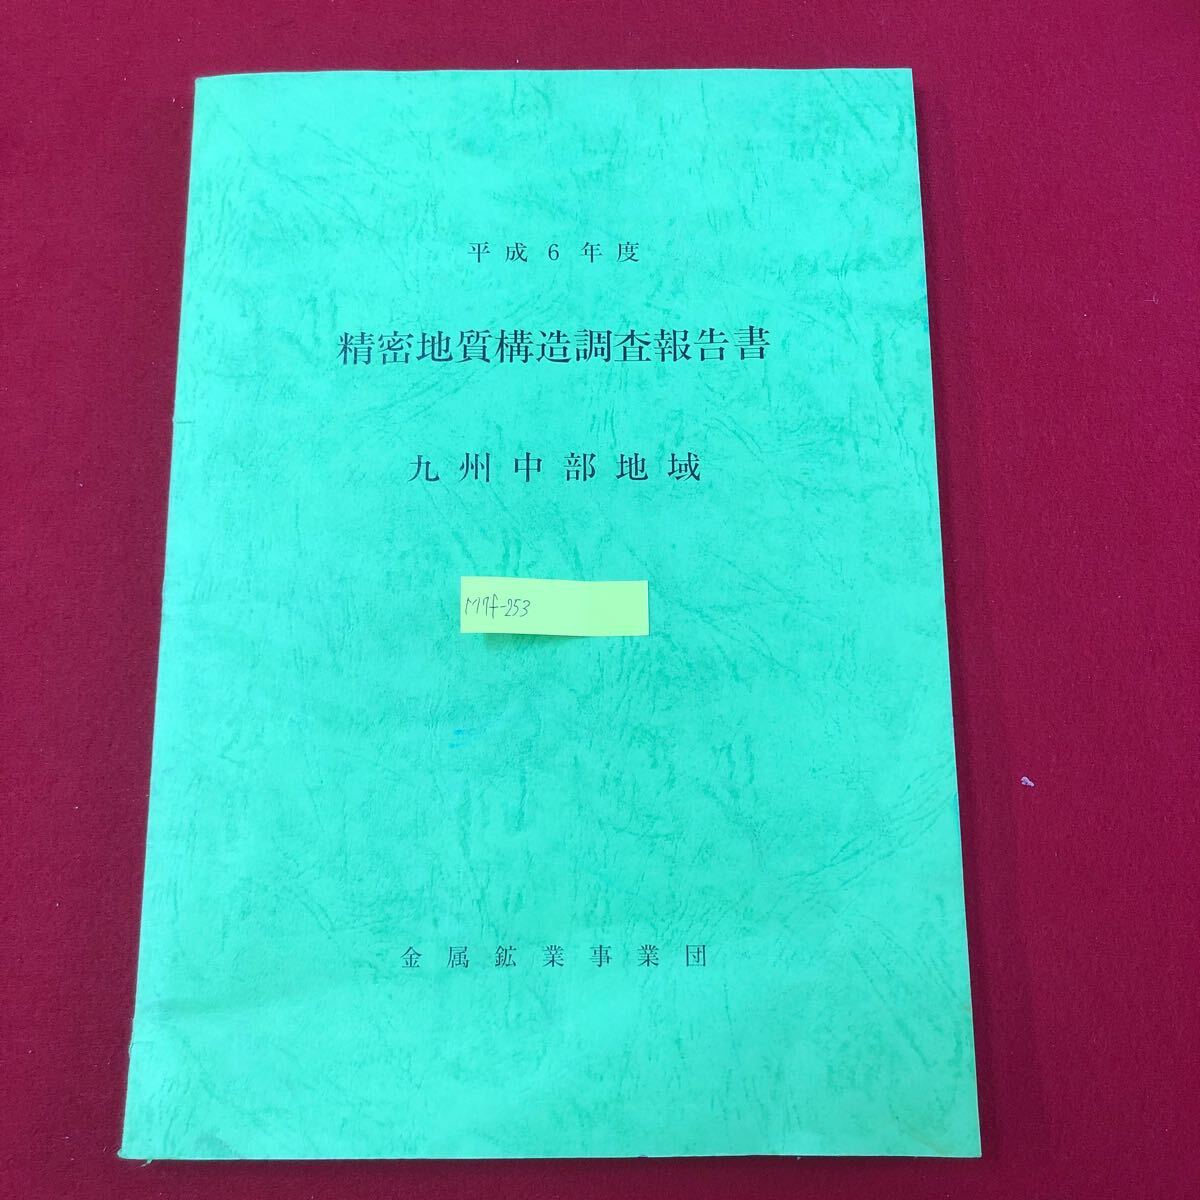 平成6年度
精密地質構造調査報告書
九州中部地域
M7f-253
金属鉱業事業団